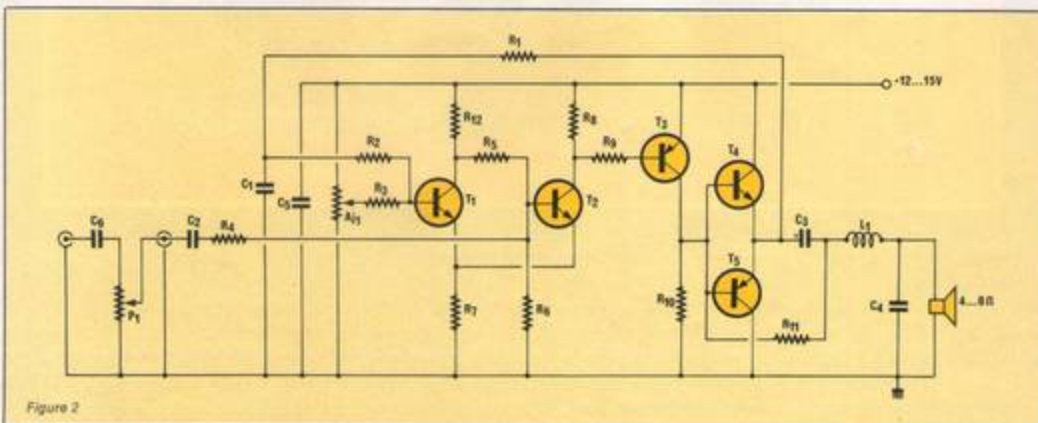 R1
-12...15V
R12
R8
T3
R2
R5
R9
T4
C1
C5
R3
T1
T2
Aj1
C6
C2
R4
C3
L1
T5
P1
R7
R6
R10
R11
C4
4...8Ω
Figure 2